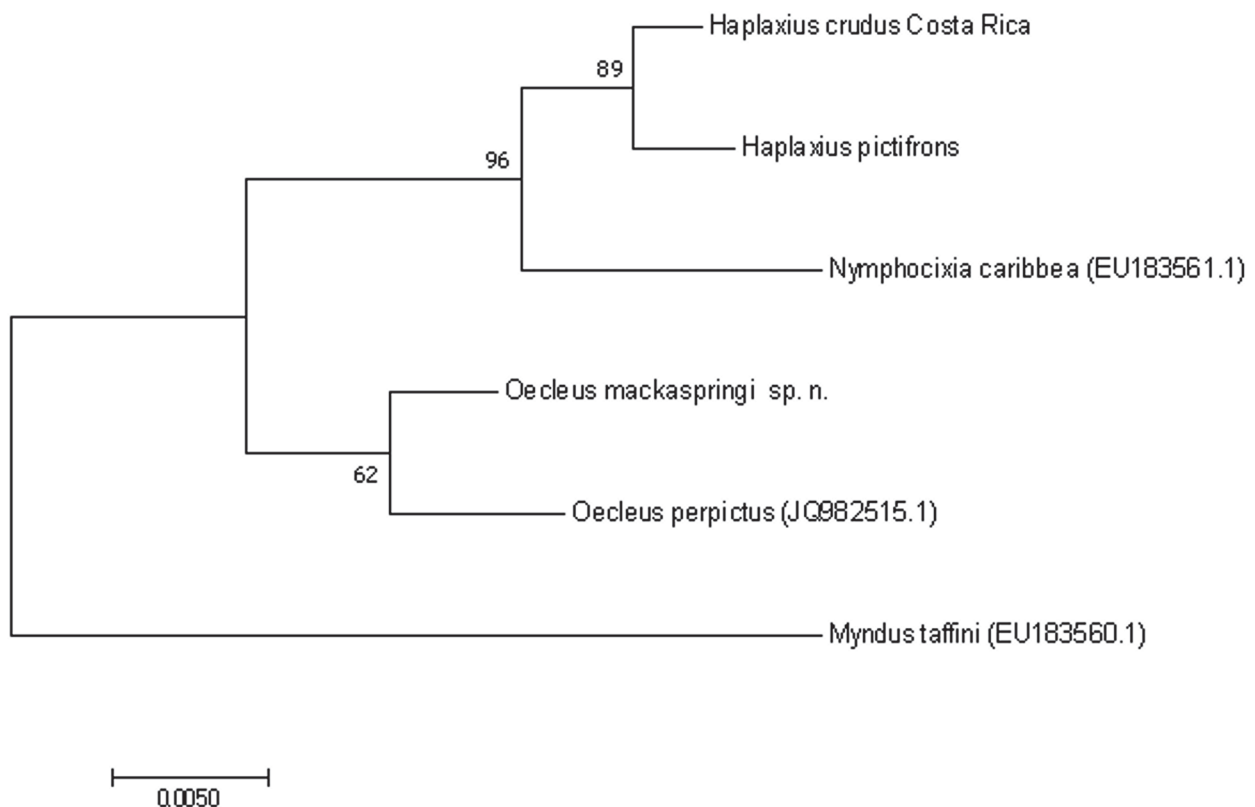 Haplaxius crudus Costa Rica
89
Haplaxius pictifrons
96
Nymphocixia caribbea (EU183561.1)
Oecleus mackaspringi sp. n.
62
Oecleus perpictus (JQ982515.1)
Myndus taffini (EU183560.1)
0.0050